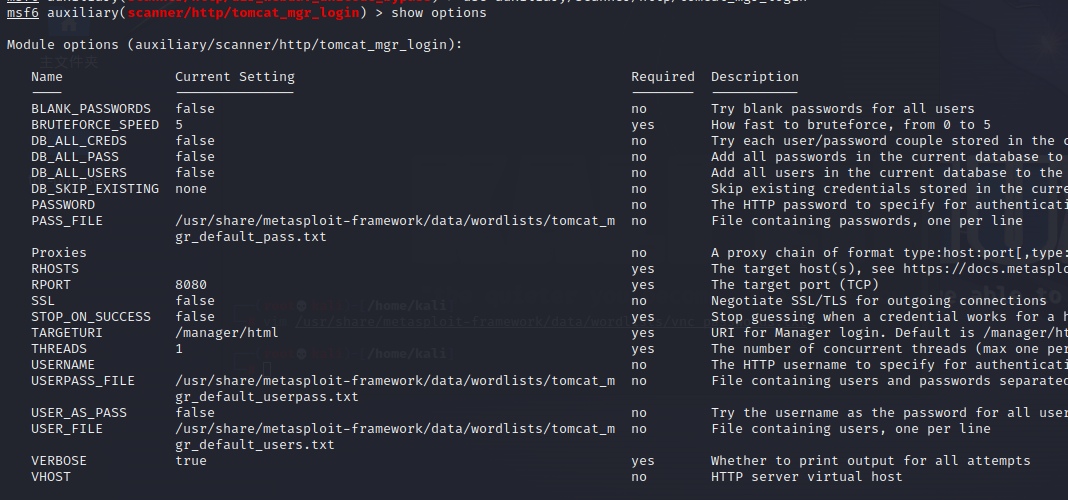 msf6 auxiliary(scanner/http/tomcat_mgr_login) > show options
Module options (auxiliary/scanner/http/tomcat_mgr_login):
Name Current Setting Required Description
BLANK_PASSWORDS false no Try blank passwords for all users
BRUTEFORCE_SPEED 5 yes How fast to bruteforce, from 0 to 5
DB_ALL_CREDS false no Try each user/password couple stored in the
DB_ALL_PASS false no Add all passwords in the current database to
DB_ALL_USERS false no Add all users in the current database to the
DB_SKIP_EXISTING none no Skip existing credentials stored in the curre
PASSWORD no The HTTP password to specify for authenticati
PASS_FILE /usr/share/metasploit-framework/data/wordlists/tomcat_m no File containing passwords, one per line
gr_default_pass.txt
Proxies no A proxy chain of format type:host:port[,type:
RHOSTS yes The target host(s), see https://docs.metasplo
RPORT 8080 yes The target port (TCP)
SSL false no Negotiate SSL/TLS for outgoing connections
STOP_ON_SUCCESS false yes Stop guessing when a credential works for a h
TARGETURI /manager/html yes URI for Manager login. Default is /manager/ht
THREADS 1 yes The number of concurrent threads (max one per
USERNAME no The HTTP username to specify for authenticati
USERPASS_FILE /usr/share/metasploit-framework/data/wordlists/tomcat_m no File containing users and passwords separated
gr_default_userpass.txt
USER_AS_PASS false no Try the username as the password for all user
USER_FILE /usr/share/metasploit-framework/data/wordlists/tomcat_m no File containing users, one per line
gr_default_users.txt
VERBOSE true yes Whether to print output for all attempts
VHOST no HTTP server virtual host